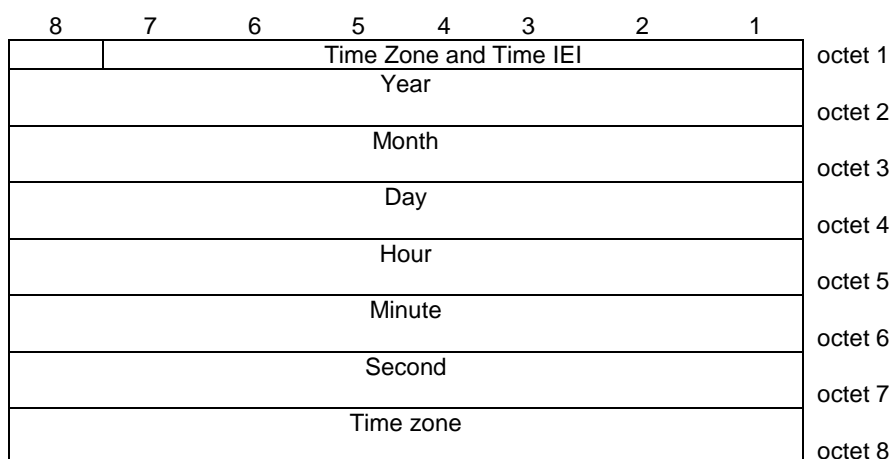 8 7 6 5 4 3 2 1
Time Zone and Time IEI octet 1
Year
octet 2
Month
octet 3
Day
octet 4
Hour
octet 5
Minute
octet 6
Second
octet 7
Time zone
octet 8